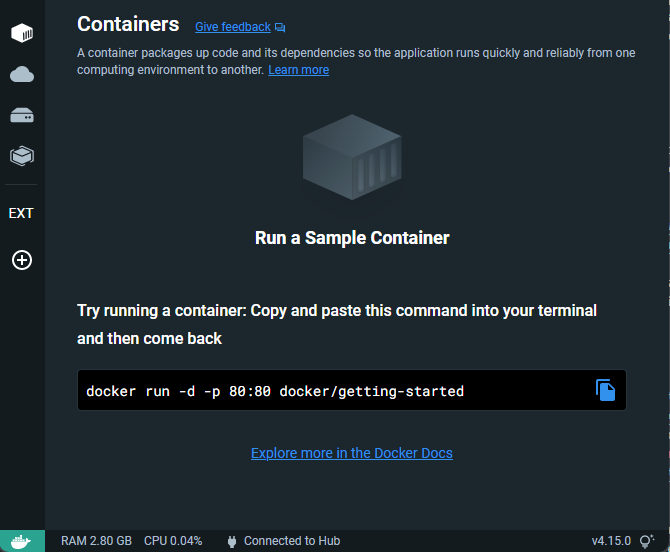 Containers Give feedback
A container packages up code and its dependencies so the application runs quickly and reliably from one
computing environment to another. Learn more
EXT
Run a Sample Container
Try running a container: Copy and paste this command into your terminal
and then come back
docker run -d -p 80:80 docker/getting-started
Explore more in the Docker Docs
RAM 2.80 GB CPU 0.04% Connected to Hub v4.15.0